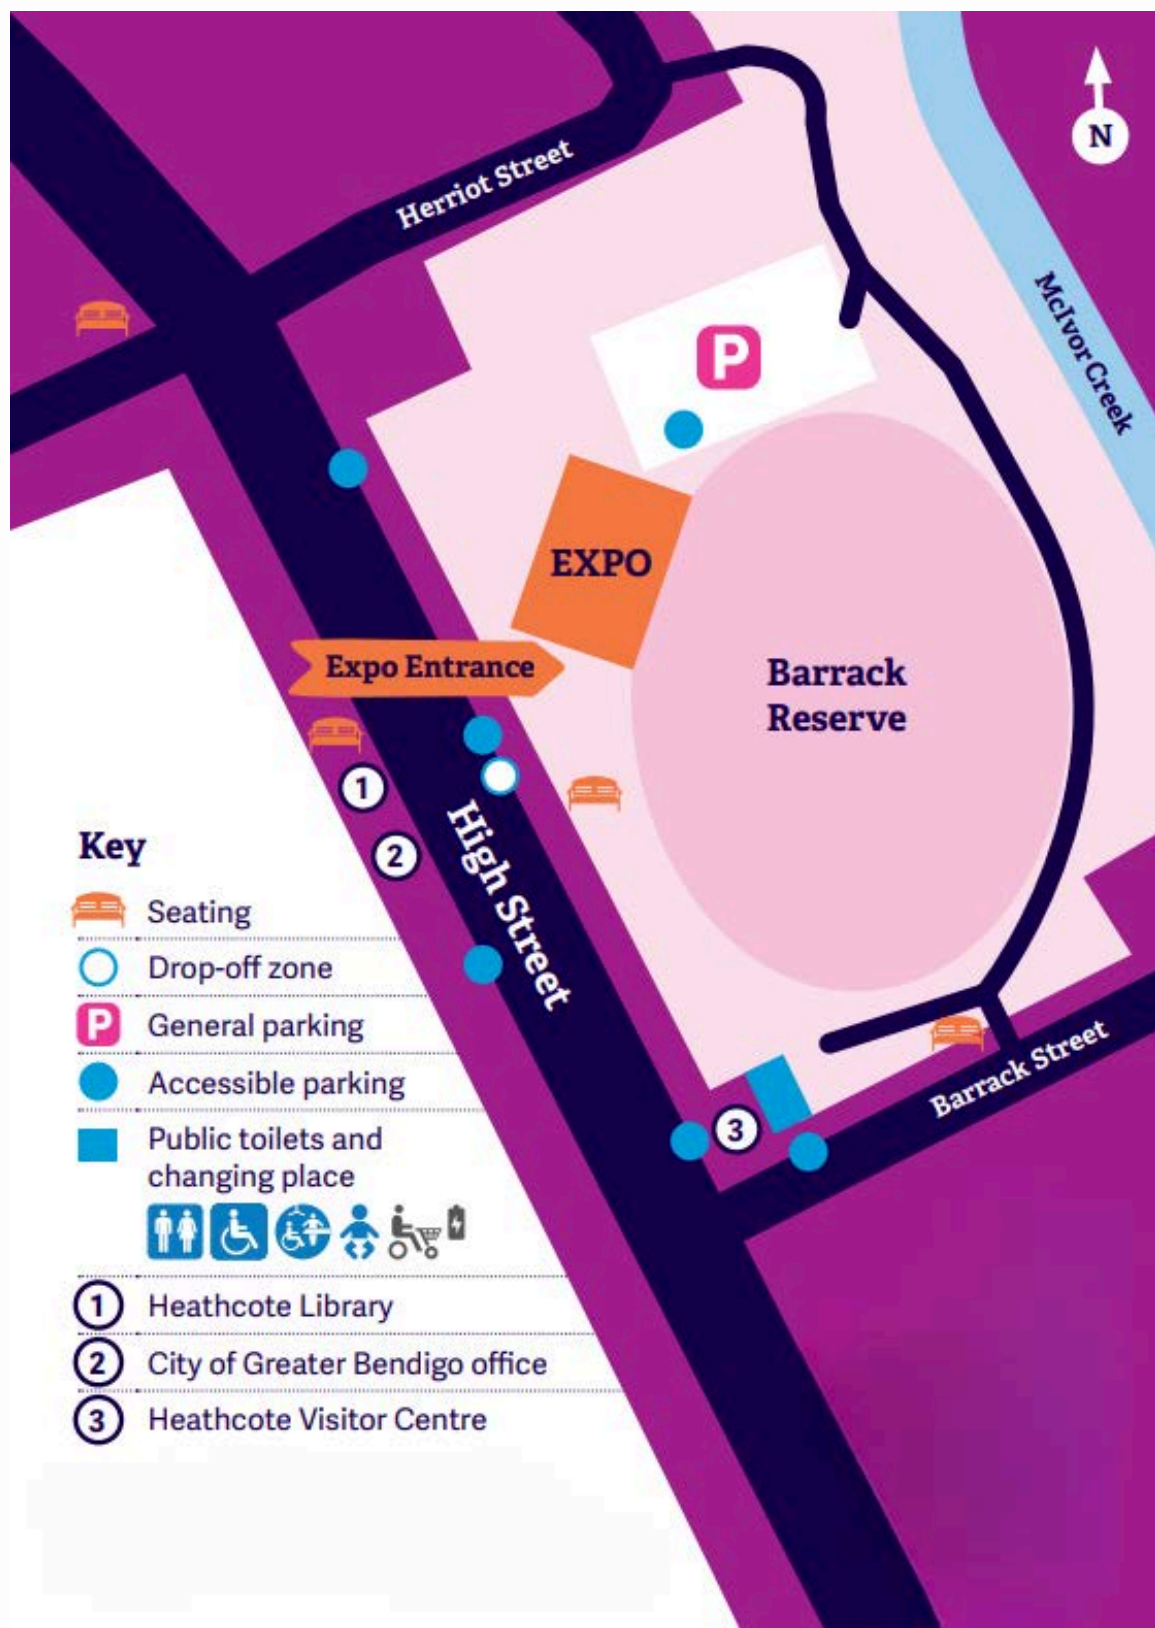 N
Herriot Street
McIvor Creek
P
EXPO
Expo Entrance
Barrack
Reserve
1
2
High Street
Barrack Street
3
Key
Seating
Drop-off zone
P General parking
Accessible parking
Public toilets and
changing place
1 Heathcote Library
2 City of Greater Bendigo office
3 Heathcote Visitor Centre